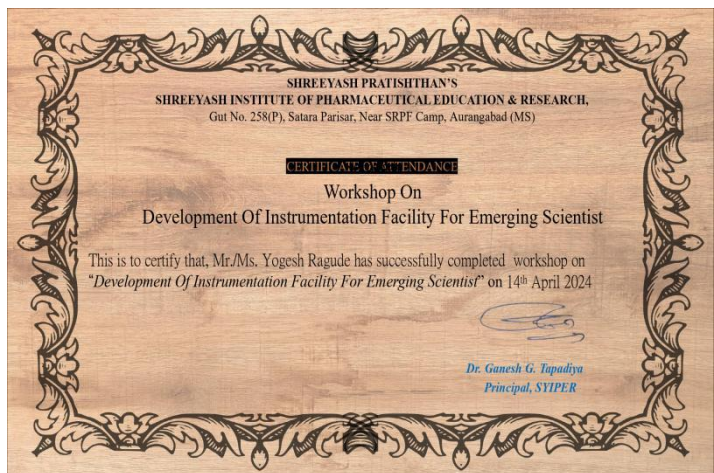 SHREEYASH PRATISHTHAN'S
SHREEYASH INSTITUTE OF PHARMACEUTICAL EDUCATION & RESEARCH,
Gut No. 258(P), Satara Parisar, Near SRPF Camp, Aurangabad (MS)
CERTIFICATE OF ATTENDANCE
Workshop On
Development Of Instrumentation Facility For Emerging Scientist
This is to certify that, Mr./Ms. Yogesh Ragude has successfully completed workshop on
"Development Of Instrumentation Facility For Emerging Scientist" on 14th April 2024
Dr. Ganesh G. Tapadiya
Principal, SYIPER